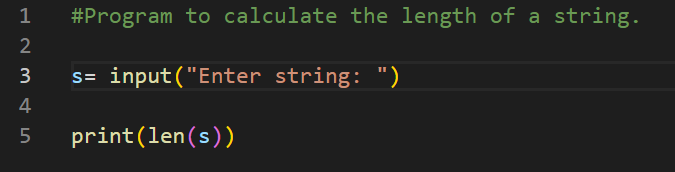 1 #Program to calculate the length of a string.
2
3 s= input("Enter string: ")
4
5 print(len(s))